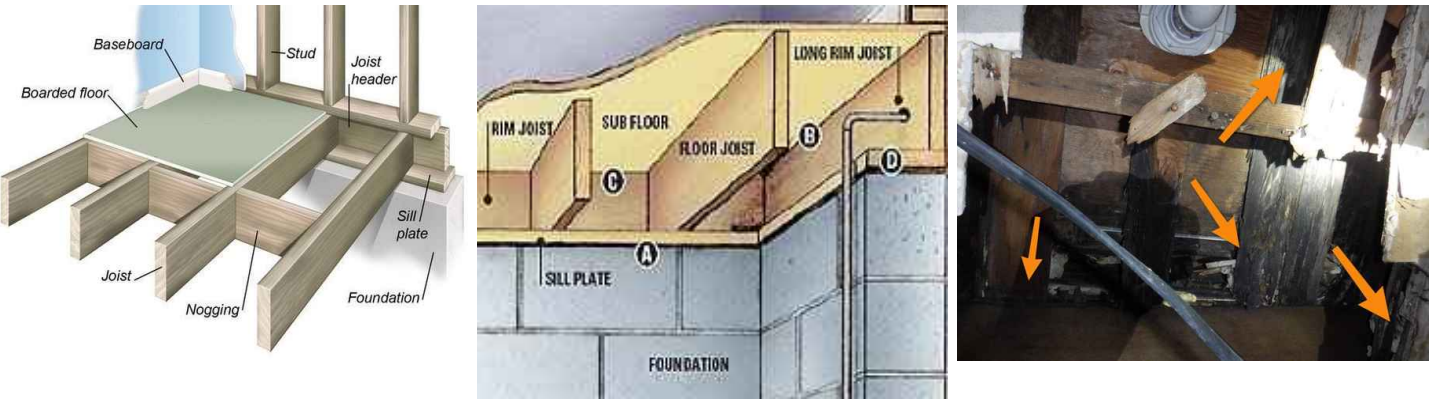 Baseboard
Stud
Joist
header
Boarded floor
Sill
plate
Joist
Nogging
Foundation
LONG RIM JOIST
RIM JOIST
SUB FLOOR
B
FLOOR JOIST
D
C
A
SILL PLATE
FOUNDATION